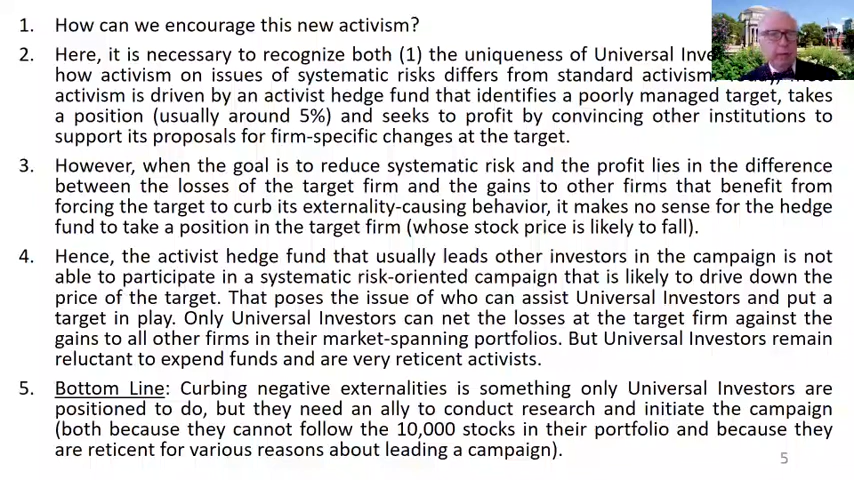 1. How can we encourage this new activism?
2. Here, it is necessary to recognize both (1) the uniqueness of Universal Inve
how activism on issues of systematic risks differs from standard activism.
activism is driven by an activist hedge fund that identifies a poorly managed target, takes
a position (usually around 5%) and seeks to profit by convincing other institutions to
support its proposals for firm-specific changes at the target.
3. However, when the goal is to reduce systematic risk and the profit lies in the difference
between the losses of the target firm and the gains to other firms that benefit from
forcing the target to curb its externality-causing behavior, it makes no sense for the hedge
fund to take a position in the target firm (whose stock price is likely to fall).
4. Hence, the activist hedge fund that usually leads other investors in the campaign is not
able to participate in a systematic risk-oriented campaign that is likely to drive down the
price of the target. That poses the issue of who can assist Universal Investors and put a
target in play. Only Universal Investors can net the losses at the target firm against the
gains to all other firms in their market-spanning portfolios. But Universal Investors remain
reluctant to expend funds and are very reticent activists.
5. Bottom Line: Curbing negative externalities is something only Universal Investors are
positioned to do, but they need an ally to conduct research and initiate the campaign
(both because they cannot follow the 10,000 stocks in their portfolio and because they
are reticent for various reasons about leading a campaign).
5